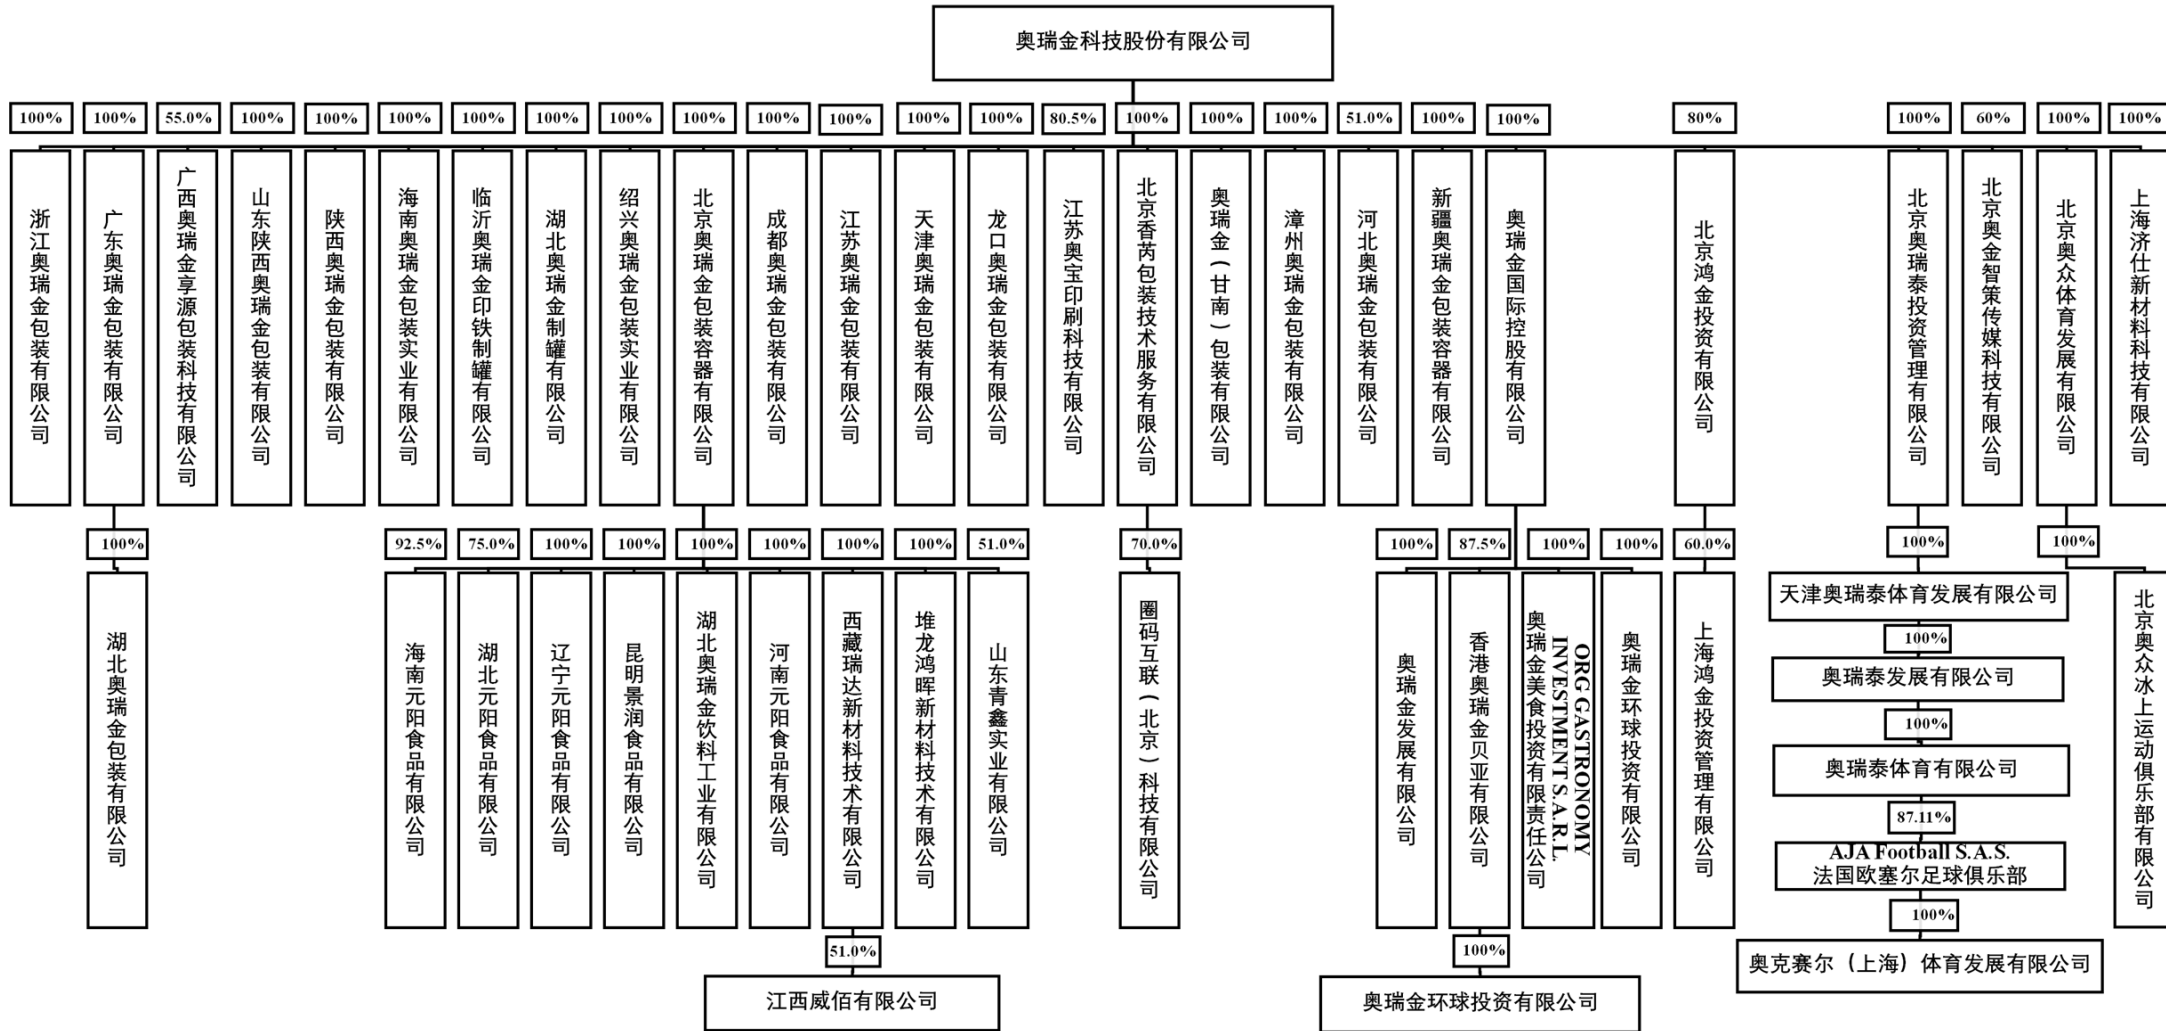 奥瑞金科技股份有限公司
100%
100%
55.0%
100%
100%
100%
100%
100%
100%
100%
100%
100%
100%
100%
80.5%
100%
100%
100%
51.0%
100%
100%
80%
100%
60%
100%
100%
浙江奥瑞金包装有限公司
广东奥瑞金包装有限公司
广西奥瑞金享源包装科技有限公司
山东陕西奥瑞金包装有限公司
陕西奥瑞金包装有限公司
海南奥瑞金包装实业有限公司
临沂奥瑞金印铁制罐有限公司
湖北奥瑞金制罐有限公司
绍兴奥瑞金包装实业有限公司
北京奥瑞金包装容器有限公司
成都奥瑞金包装有限公司
江苏奥瑞金包装有限公司
天津奥瑞金包装有限公司
龙口奥瑞金包装有限公司
江苏奥宝印刷科技有限公司
北京香芮包装技术服务有限公司
奥瑞金(甘南)包装有限公司
漳州奥瑞金包装有限公司
河北奥瑞金包装有限公司
新疆奥瑞金包装容器有限公司
奥瑞金国际控股有限公司
北京鸿金投资有限公司
北京奥瑞泰投资管理有限公司
北京奥金智策传媒科技有限公司
北京奥众体育发展有限公司
上海济仕新材料科技有限公司
100%
92.5%
75.0%
100%
100%
100%
100%
100%
100%
51.0%
70.0%
100%
87.5%
100%
100%
60.0%
100%
100%
湖北奥瑞金包装有限公司
海南元阳食品有限公司
湖北元阳食品有限公司
辽宁元阳食品有限公司
昆明景润食品有限公司
湖北奥瑞金饮料工业有限公司
河南元阳食品有限公司
西藏瑞达新材料技术有限公司
堆龙鸿晖新材料技术有限公司
山东青鑫实业有限公司
圈码互联(北京)科技有限公司
奥瑞金发展有限公司
香港奥瑞金贝亚有限公司
ORG GASTRONOMY
INVESTMENT S.A.R.L.
奥瑞金美食投资有限责任公司
奥瑞金环球投资有限公司
上海鸿金投资管理有限公司
天津奥瑞泰体育发展有限公司
100%
奥瑞泰发展有限公司
100%
奥瑞泰体育有限公司
87.11%
AJA Football S.A.S.
法国欧塞尔足球俱乐部
100%
奥克赛尔（上海）体育发展有限公司
北京奥众冰上运动俱乐部有限公司
51.0%
江西威佰有限公司
100%
奥瑞金环球投资有限公司